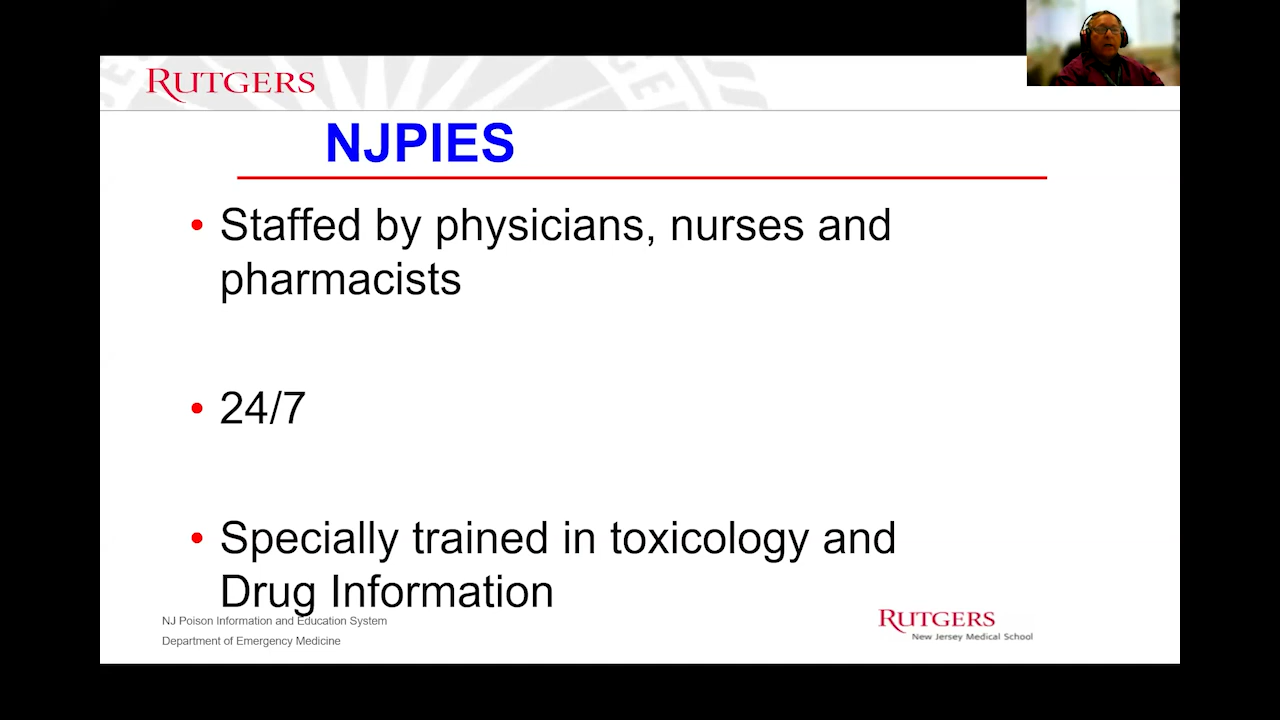 RUTGERS
NJPIES
• Staffed by physicians, nurses and
pharmacists
• 24/7
• Specially trained in toxicology and
Drug Information
NJ Poison Information and Education System
Department of Emergency Medicine
RUTGERS
New Jersey Medical School